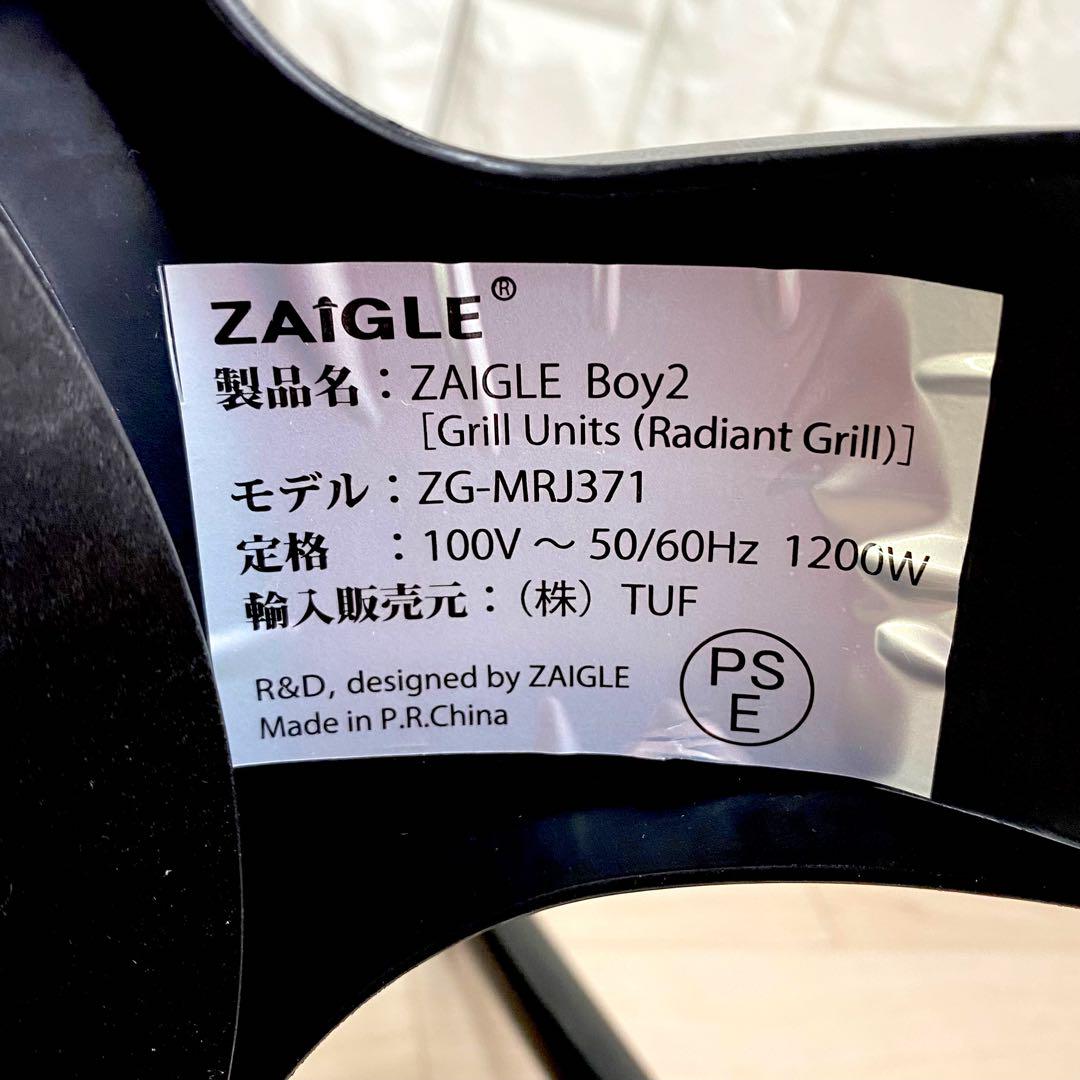 ZAIGLE®
製品名：ZAIGLE Boy2
[Grill Units (Radiant Grill)]
モデル：ZG-MRJ371
定格　：100V ～ 50/60Hz 1200W
輸入販売元：（株）TUF
R&D, designed by ZAIGLE
Made in P.R.China
PS
E